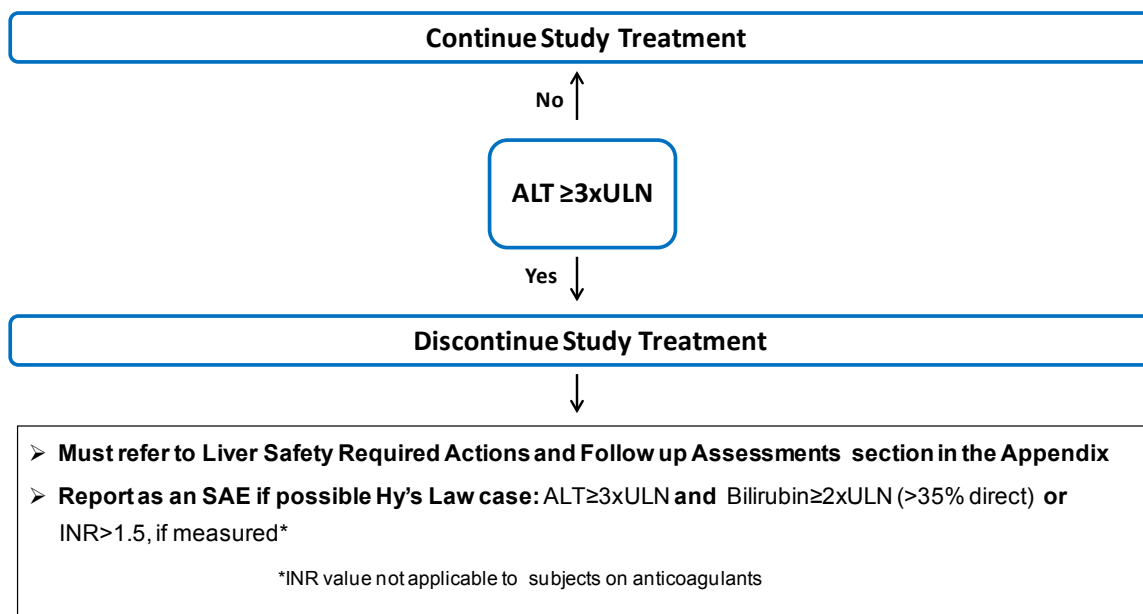 Continue Study Treatment
No
ALT ≥3xULN
Yes
Discontinue Study Treatment
➢ Must refer to Liver Safety Required Actions and Follow up Assessments section in the Appendix
➢ Report as an SAE if possible Hy's Law case: ALT≥3xULN and Bilirubin≥2xULN (>35% direct) or
INR>1.5, if measured*
*INR value not applicable to subjects on anticoagulants